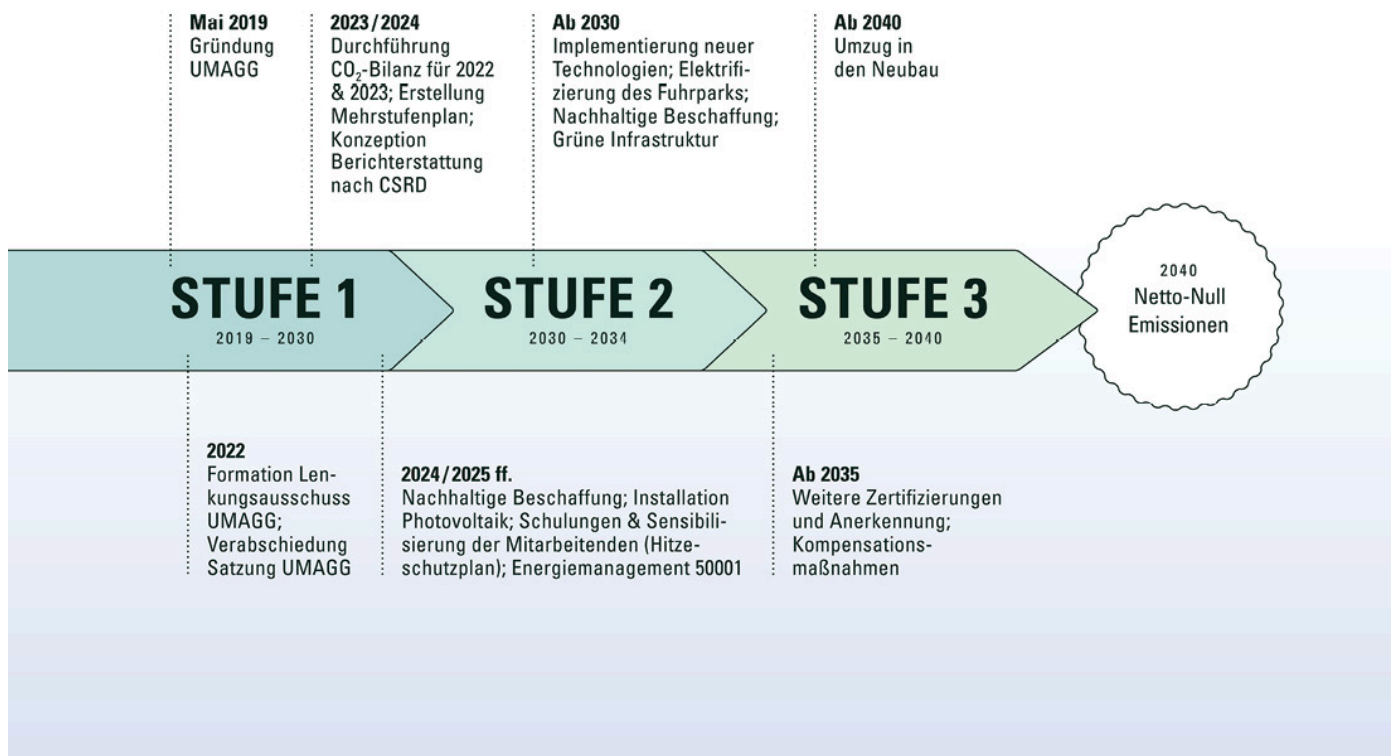 Mai 2019
Gründung
UMAGG
2023/2024
Durchführung
CO₂-Bilanz für 2022
& 2023; Erstellung
Mehrstufenplan;
Konzeption
Berichterstattung
nach CSRD
Ab 2030
Implementierung neuer
Technologien; Elektrifi-
zierung des Fuhrparks;
Nachhaltige Beschaffung;
Grüne Infrastruktur
Ab 2040
Umzug in
den Neubau
STUFE 1
2019 – 2030
STUFE 2
2030 – 2034
STUFE 3
2035 – 2040
2040
Netto-Null
Emissionen
2022
Formation Len-
kungsausschuss
UMAGG;
Verabschiedung
Satzung UMAGG
2024/2025 ff.
Nachhaltige Beschaffung; Installation
Photovoltaik; Schulungen & Sensibili-
sierung der Mitarbeitenden (Hitze-
schutzplan); Energiemanagement 50001
Ab 2035
Weitere Zertifizierungen
und Anerkennung;
Kompensations-
maßnahmen